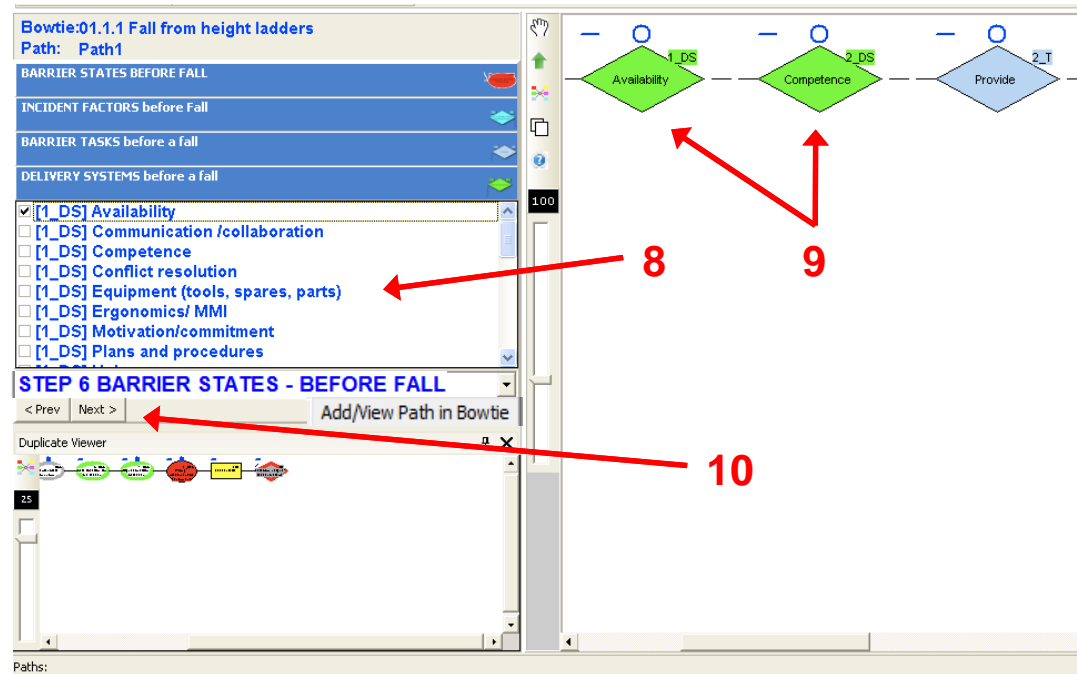 Bowtie:01.1.1 Fall from height ladders
Path: Path1
BARRIER STATES BEFORE FALL
INCIDENT FACTORS before Fall
BARRIER TASKS before a fall
DELIVERY SYSTEMS before a fall
[1_DS] Availability
[1_DS] Communication /collaboration
[1_DS] Competence
[1_DS] Conflict resolution
[1_DS] Equipment (tools, spares, parts)
[1_DS] Ergonomics/ MMI
[1_DS] Motivation/commitment
[1_DS] Plans and procedures
STEP 6 BARRIER STATES - BEFORE FALL
< Prev Next > Add/View Path in Bowtie
Duplicate Viewer
25
Paths:
100
1_DS
Availability
2_DS
Competence
2_T
Provide
8
9
10